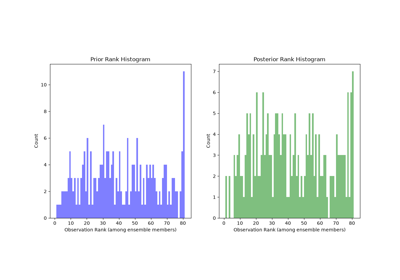 Prior Rank Histogram
Posterior Rank Histogram
10
8
6
4
2
0
Count
0 10 20 30 40 50 60 70 80
Observation Rank (among ensemble members)
7
6
5
4
3
2
1
0
Count
0 10 20 30 40 50 60 70 80
Observation Rank (among ensemble members)